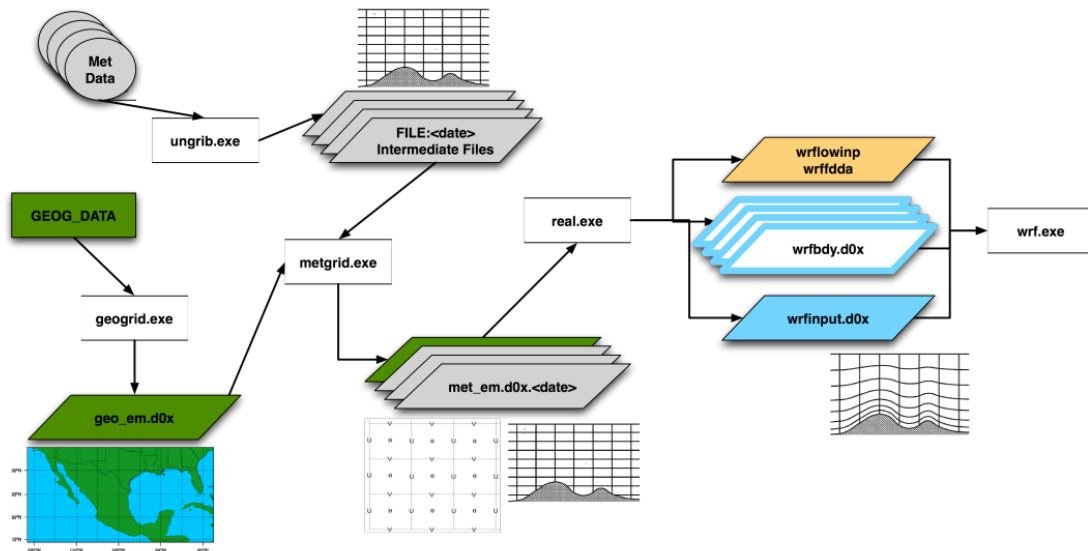 Met
Data
ungrib.exe
FILE:<date>
Intermediate Files
GEOG_DATA
geogrid.exe
geo_em.d0x
metgrid.exe
met_em.d0x.<date>
real.exe
wrflowinp
wrffdda
wrfbdy.d0x
wrfinput.d0x
wrf.exe
V V V
U θ U θ U θ U
V V V
U θ U θ U θ U
V V V
U θ U θ U θ U
V V V